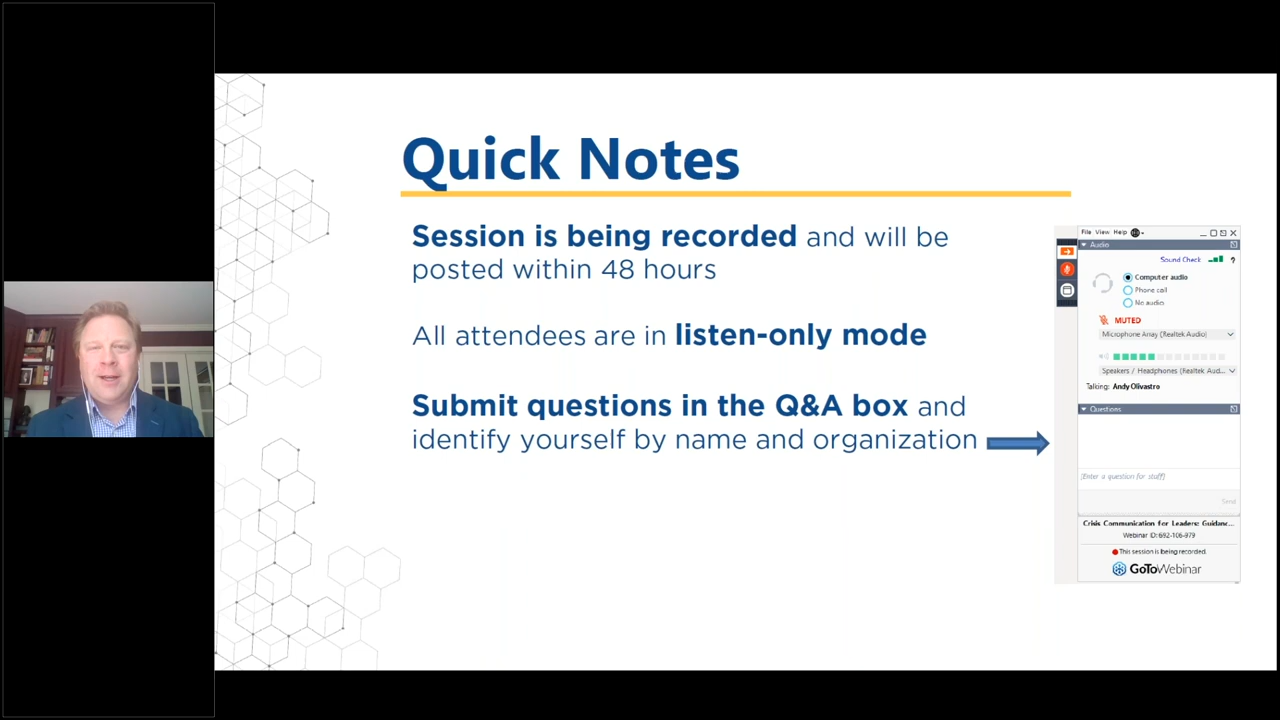 Quick Notes
Session is being recorded and will be
posted within 48 hours
All attendees are in listen-only mode
Submit questions in the Q&A box and
identify yourself by name and organization
File View Help
Audio
Sound Check ?
Computer audio
Phone call
No audio
MUTED
Microphone Array (Realtek Audio)
Speakers / Headphones (Realtek Aud...
Talking: Andy Olivastro
Questions
[Enter a question for staff]
Send
Crisis Communication for Leaders: Guidanc...
Webinar ID: 692-106-979
This session is being recorded.
GoToWebinar